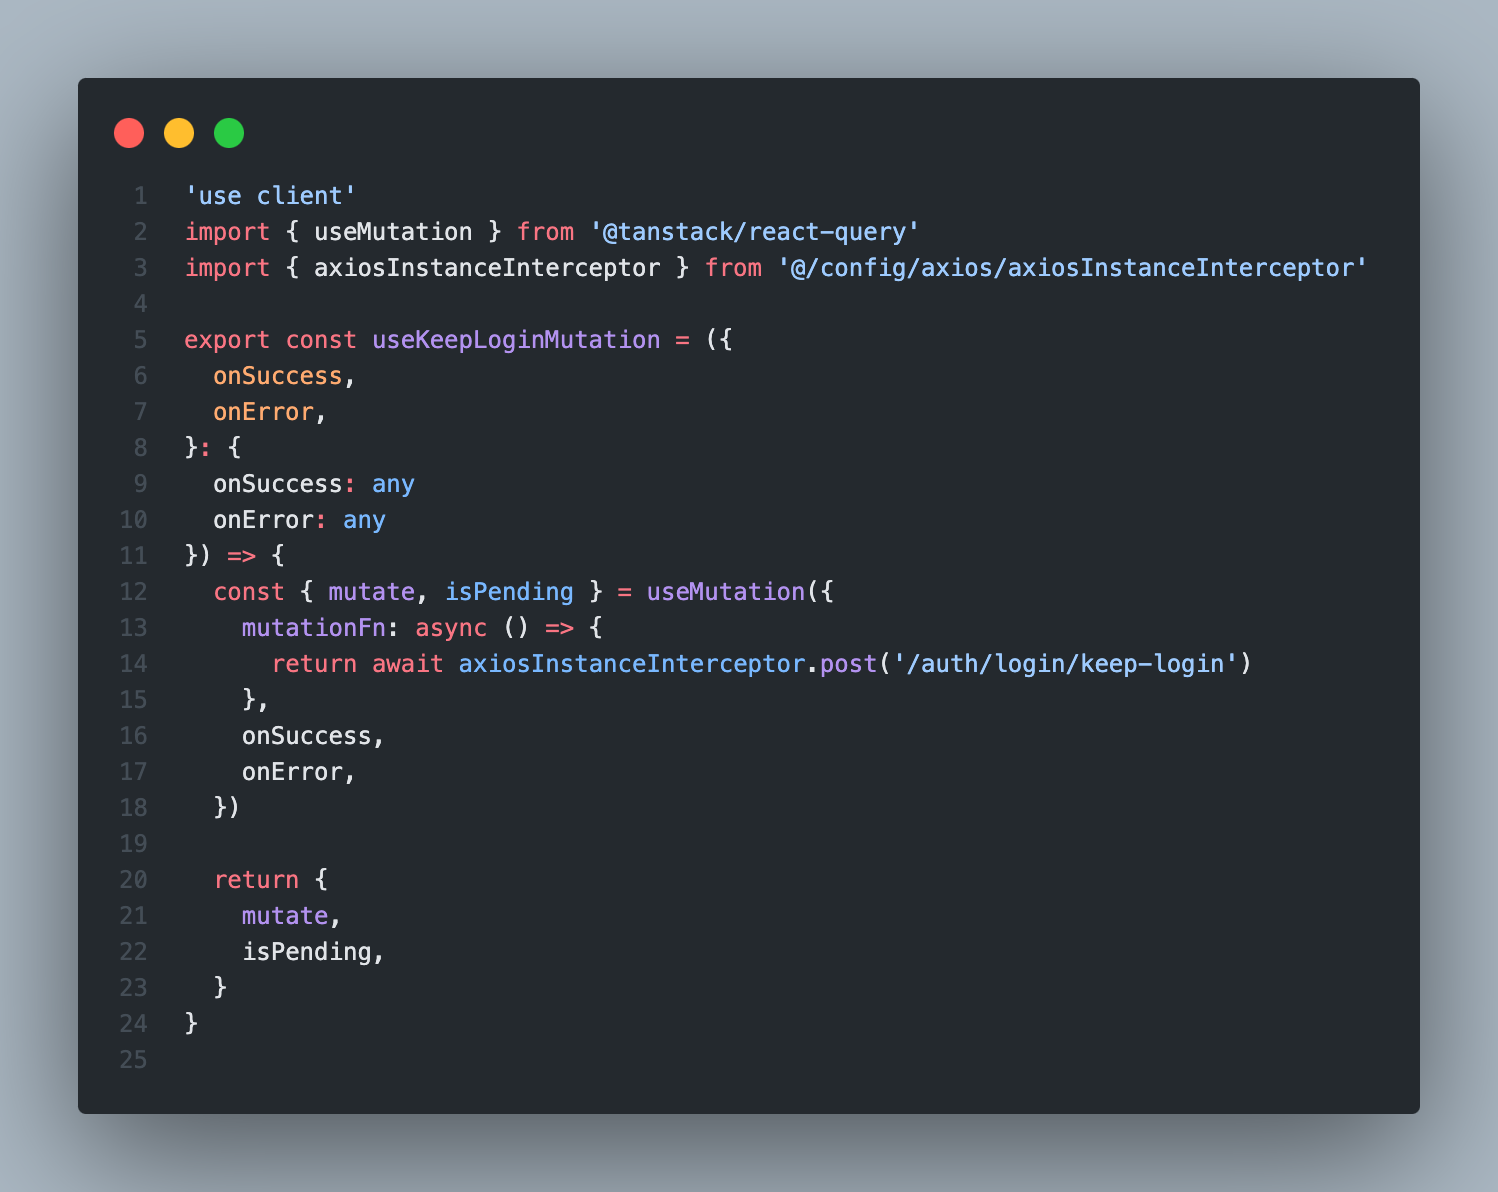 1 'use client'
2 import { useMutation } from '@tanstack/react-query'
3 import { axiosInstanceInterceptor } from '@/config/axios/axiosInstanceInterceptor'
4
5 export const useKeepLoginMutation = ({
6   onSuccess,
7   onError,
8 }: {
9   onSuccess: any
10   onError: any
11 }) => {
12   const { mutate, isPending } = useMutation({
13     mutationFn: async () => {
14       return await axiosInstanceInterceptor.post('/auth/login/keep-login')
15     },
16     onSuccess,
17     onError,
18   })
19
20   return {
21     mutate,
22     isPending,
23   }
24 }
25